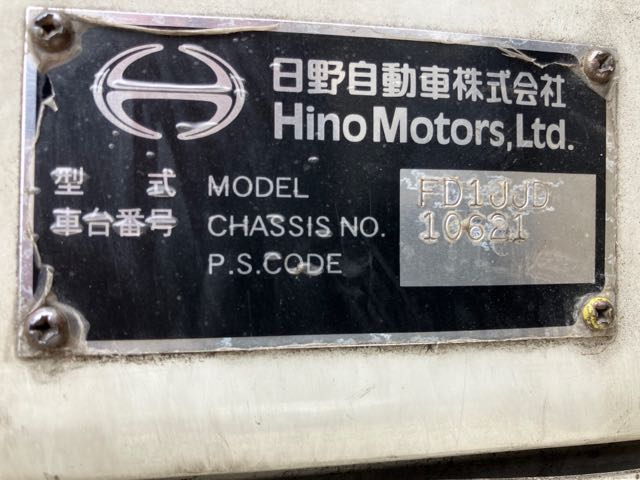 日野自動車株式会社
Hino Motors, Ltd.
型 式 MODEL FD1JJD
車台番号 CHASSIS NO. 10621
P.S.CODE